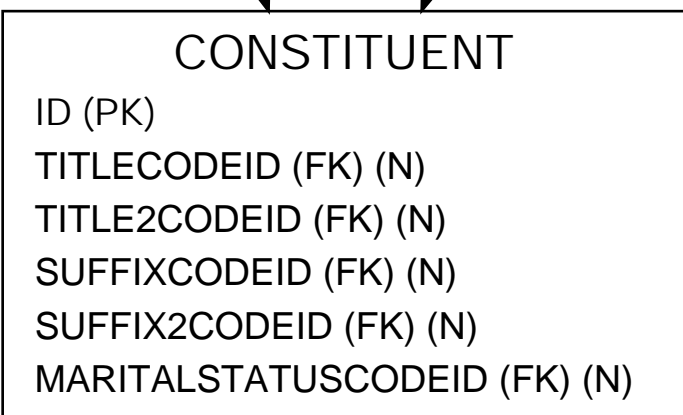 CONSTITUENT
ID (PK)
TITLECODEID (FK) (N)
TITLE2CODEID (FK) (N)
SUFFIXCODEID (FK) (N)
SUFFIX2CODEID (FK) (N)
MARITALSTATUSCODEID (FK) (N)